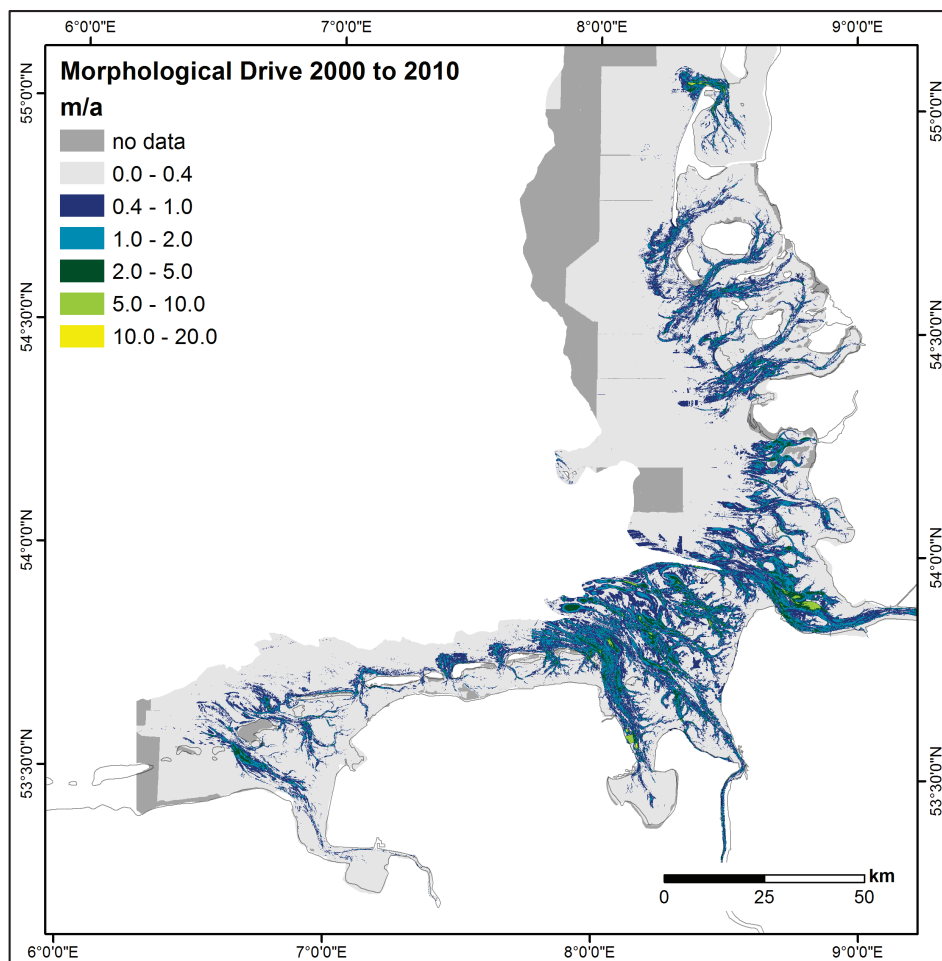 6°0'0"E 7°0'0"E 8°0'0"E 9°0'0"E
Morphological Drive 2000 to 2010
m/a
no data
0.0 - 0.4
0.4 - 1.0
1.0 - 2.0
2.0 - 5.0
5.0 - 10.0
10.0 - 20.0
55°0'0"N 55°0'0"N
54°30'0"N 54°30'0"N
54°0'0"N 54°0'0"N
53°30'0"N 53°30'0"N
km
0 25 50
6°0'0"E 7°0'0"E 8°0'0"E 9°0'0"E